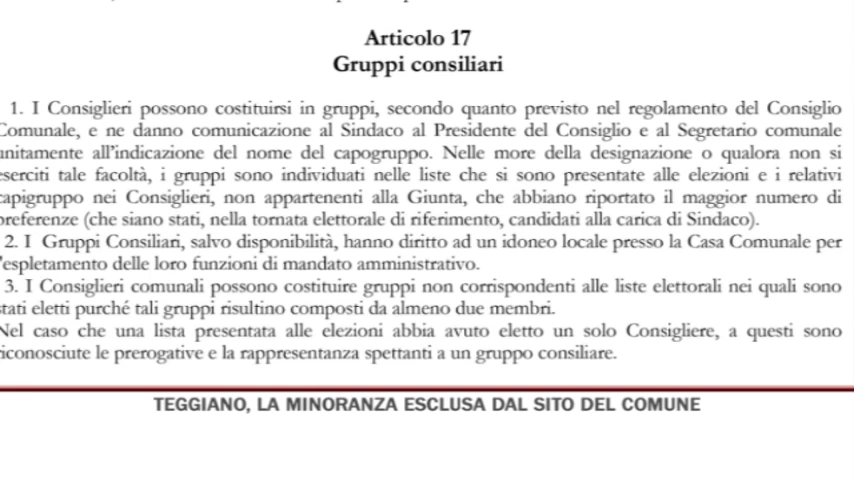 Articolo 17
Gruppi consiliari
1. I Consiglieri possono costituirsi in gruppi, secondo quanto previsto nel regolamento del Consiglio
Comunale, e ne danno comunicazione al Sindaco al Presidente del Consiglio e al Segretario comunale
unitamente all'indicazione del nome del capogruppo. Nelle more della designazione o qualora non si
eserciti tale facoltà, i gruppi sono individuati nelle liste che si sono presentate alle elezioni e i relativi
capigruppo nei Consiglieri, non appartenenti alla Giunta, che abbiano riportato il maggior numero di
preferenze (che siano stati, nella tornata elettorale di riferimento, candidati alla carica di Sindaco).
2. I Gruppi Consiliari, salvo disponibilità, hanno diritto ad un idoneo locale presso la Casa Comunale per
l'espletamento delle loro funzioni di mandato amministrativo.
3. I Consiglieri comunali possono costituire gruppi non corrispondenti alle liste elettorali nei quali sono
stati eletti purché tali gruppi risultino composti da almeno due membri.
Nel caso che una lista presentata alle elezioni abbia avuto eletto un solo Consigliere, a questi sono
riconosciute le prerogative e la rappresentanza spettanti a un gruppo consiliare.
TEGGIANO, LA MINORANZA ESCLUSA DAL SITO DEL COMUNE